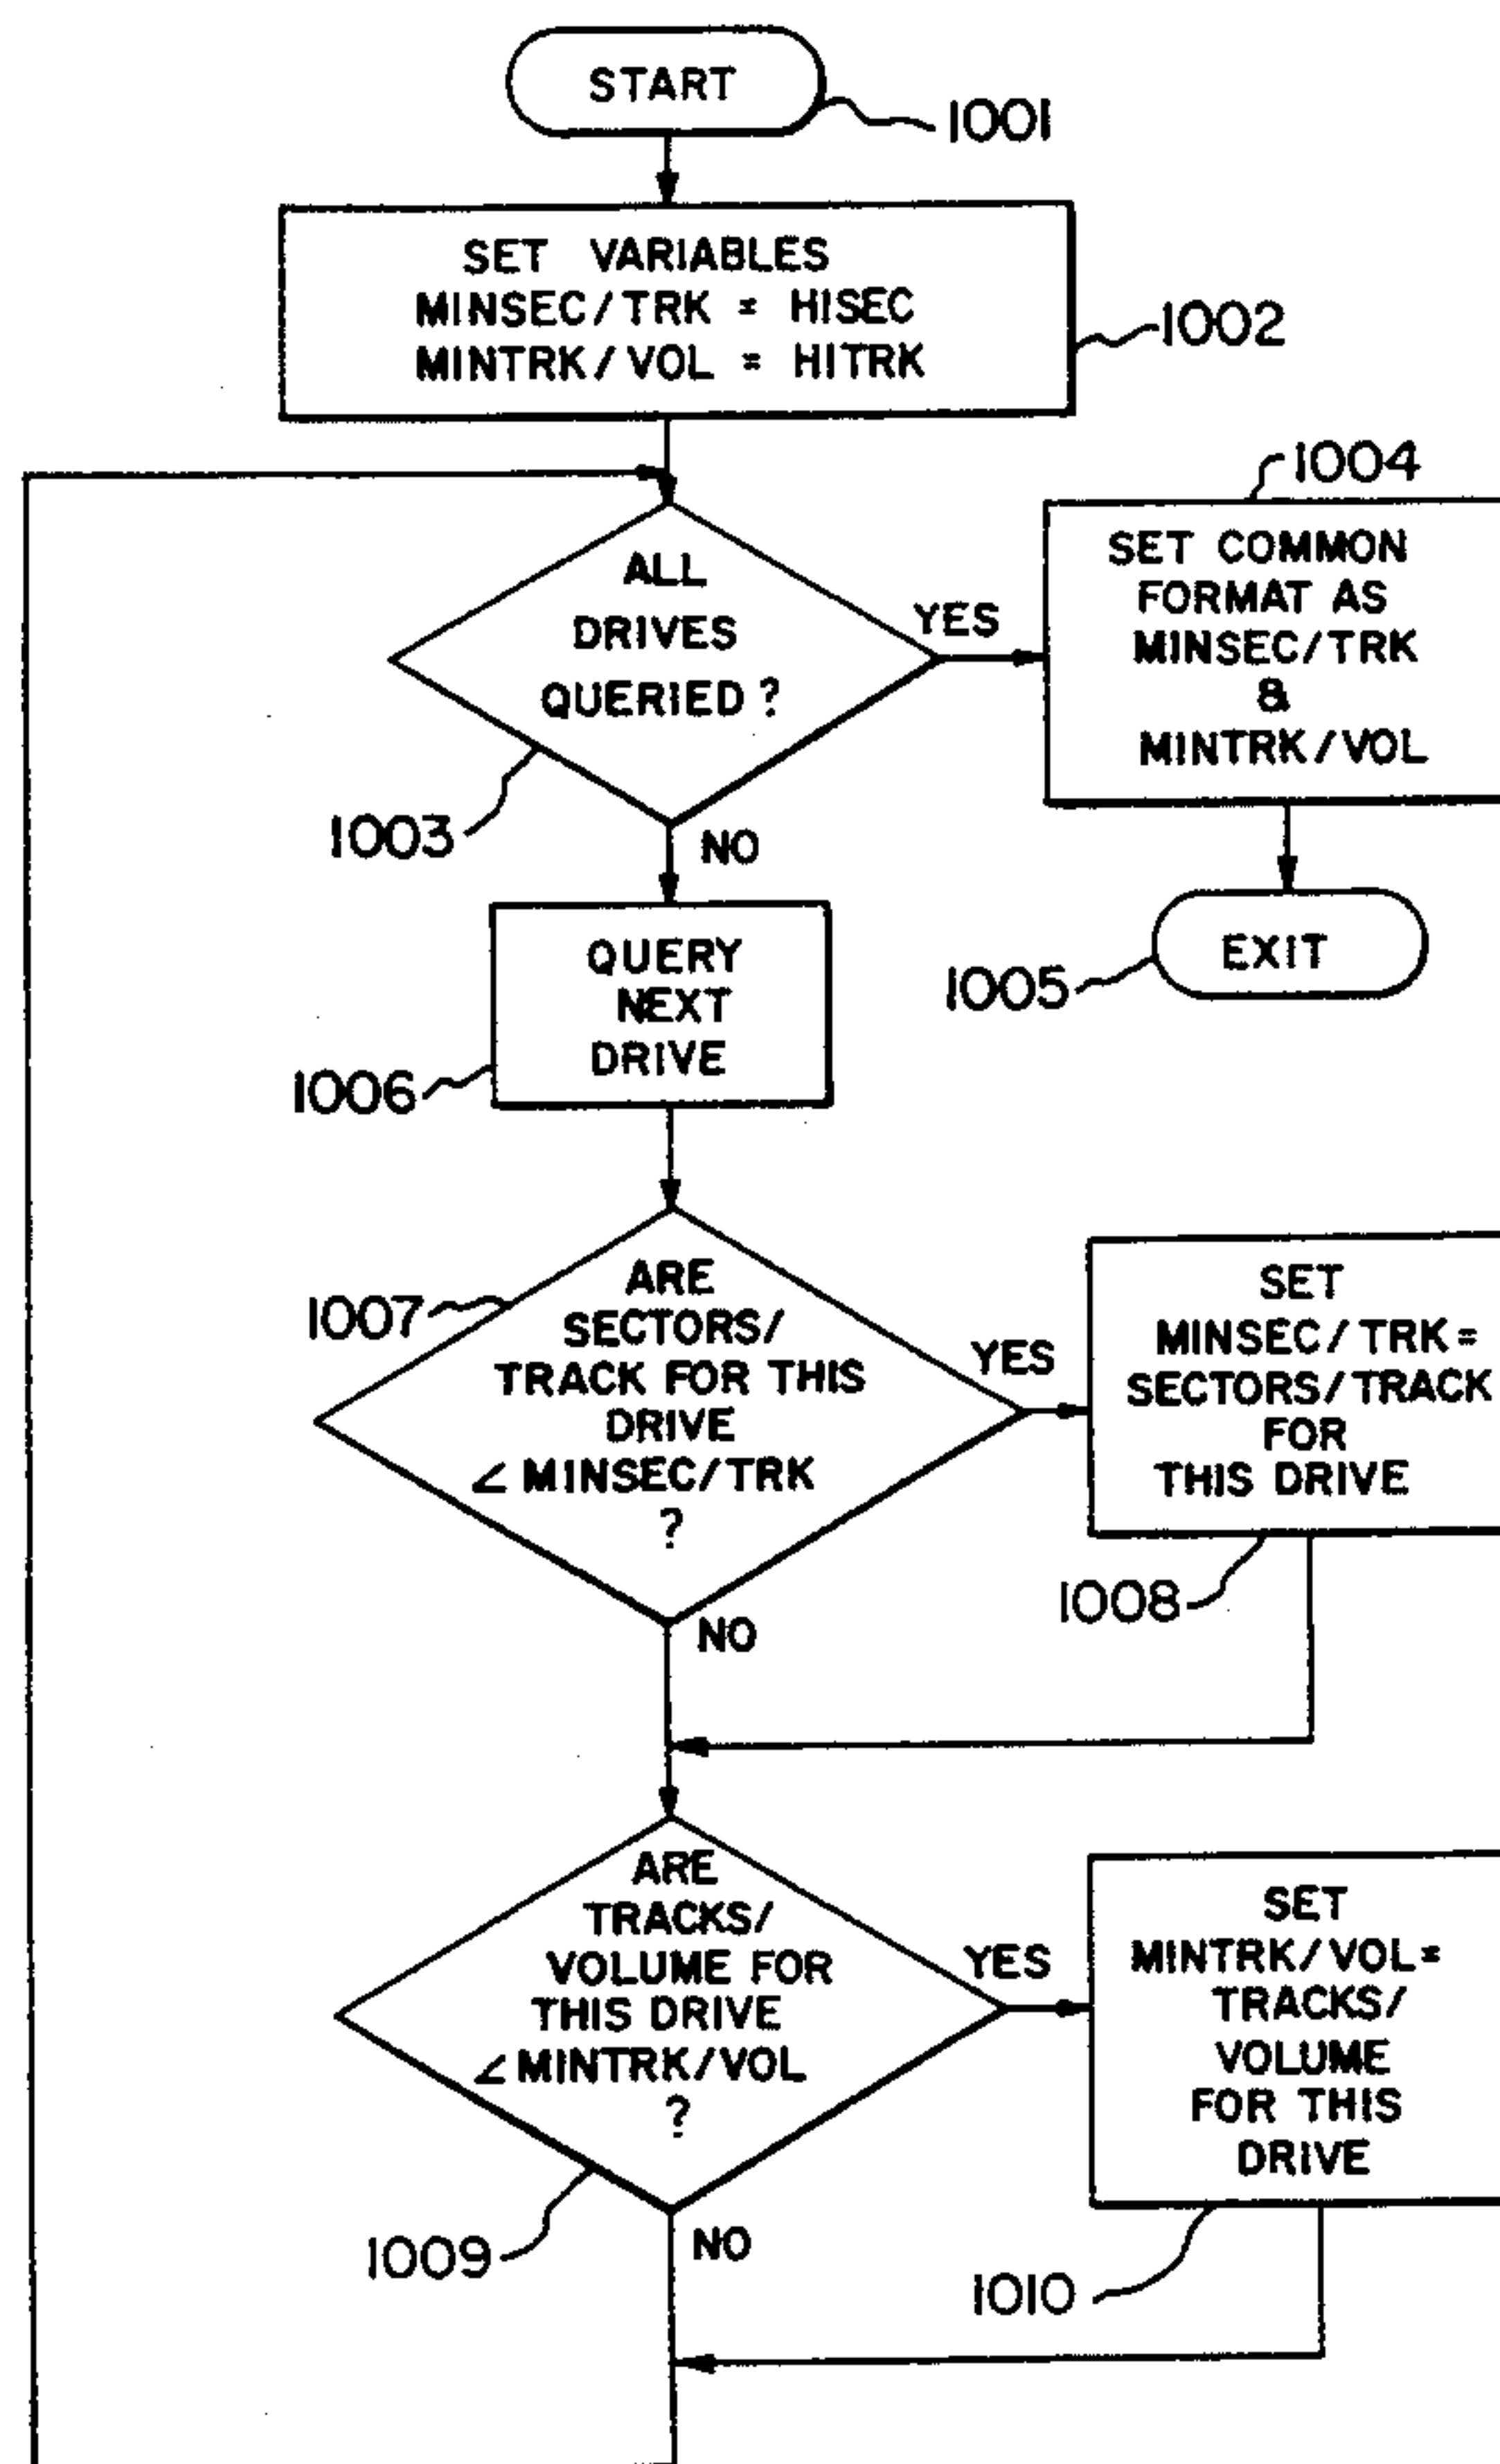 START
1001
SET VARIABLES
MINSEC/TRK = HISEC
MINTRK/VOL = HITRK
1002
1004
ALL
DRIVES
QUERIED ?
YES
SET COMMON
FORMAT AS
MINSEC/TRK
&
MINTRK/VOL
1003
NO
QUERY
NEXT
DRIVE
1006
EXIT
1005
1007
ARE
SECTORS/
TRACK FOR THIS
DRIVE
∠ MINSEC/TRK
?
YES
SET
MINSEC/TRK=
SECTORS/TRACK
FOR
THIS DRIVE
1008
NO
ARE
TRACKS/
VOLUME FOR
THIS DRIVE
∠ MINTRK/VOL
?
YES
SET
MINTRK/VOL=
TRACKS/
VOLUME
FOR THIS
DRIVE
1009
NO
1010